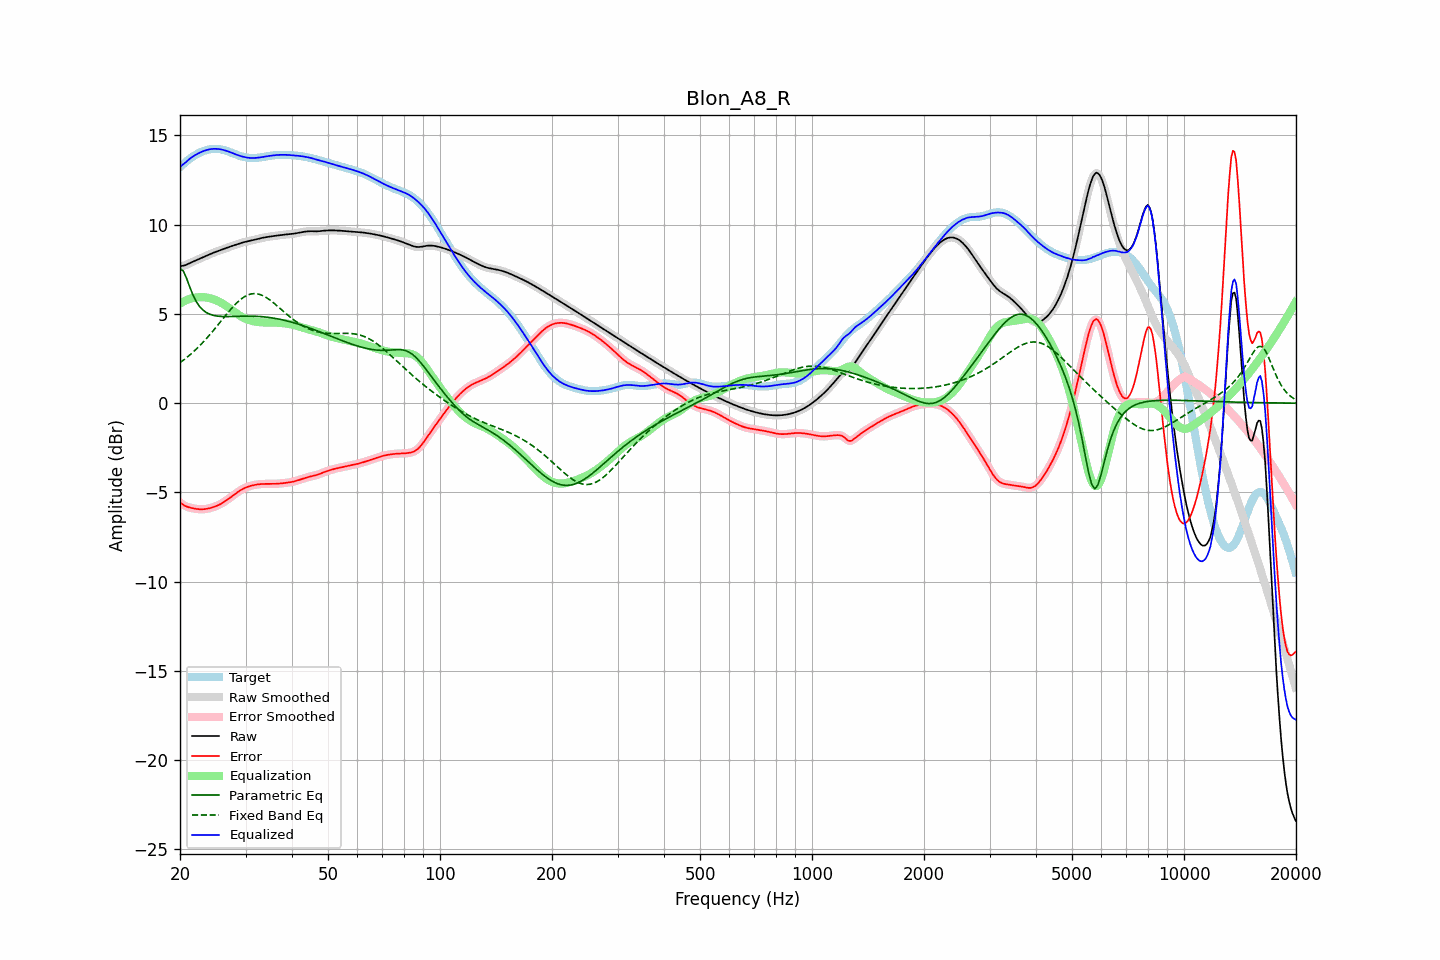 Blon_A8_R
15
10
5
0
−5
−10
−15
−20
−25
Amplitude (dBr)
Target
Raw Smoothed
Error Smoothed
Raw
Error
Equalization
Parametric Eq
Fixed Band Eq
Equalized
20 50 100 200 500 1000 2000 5000 10000 20000
Frequency (Hz)